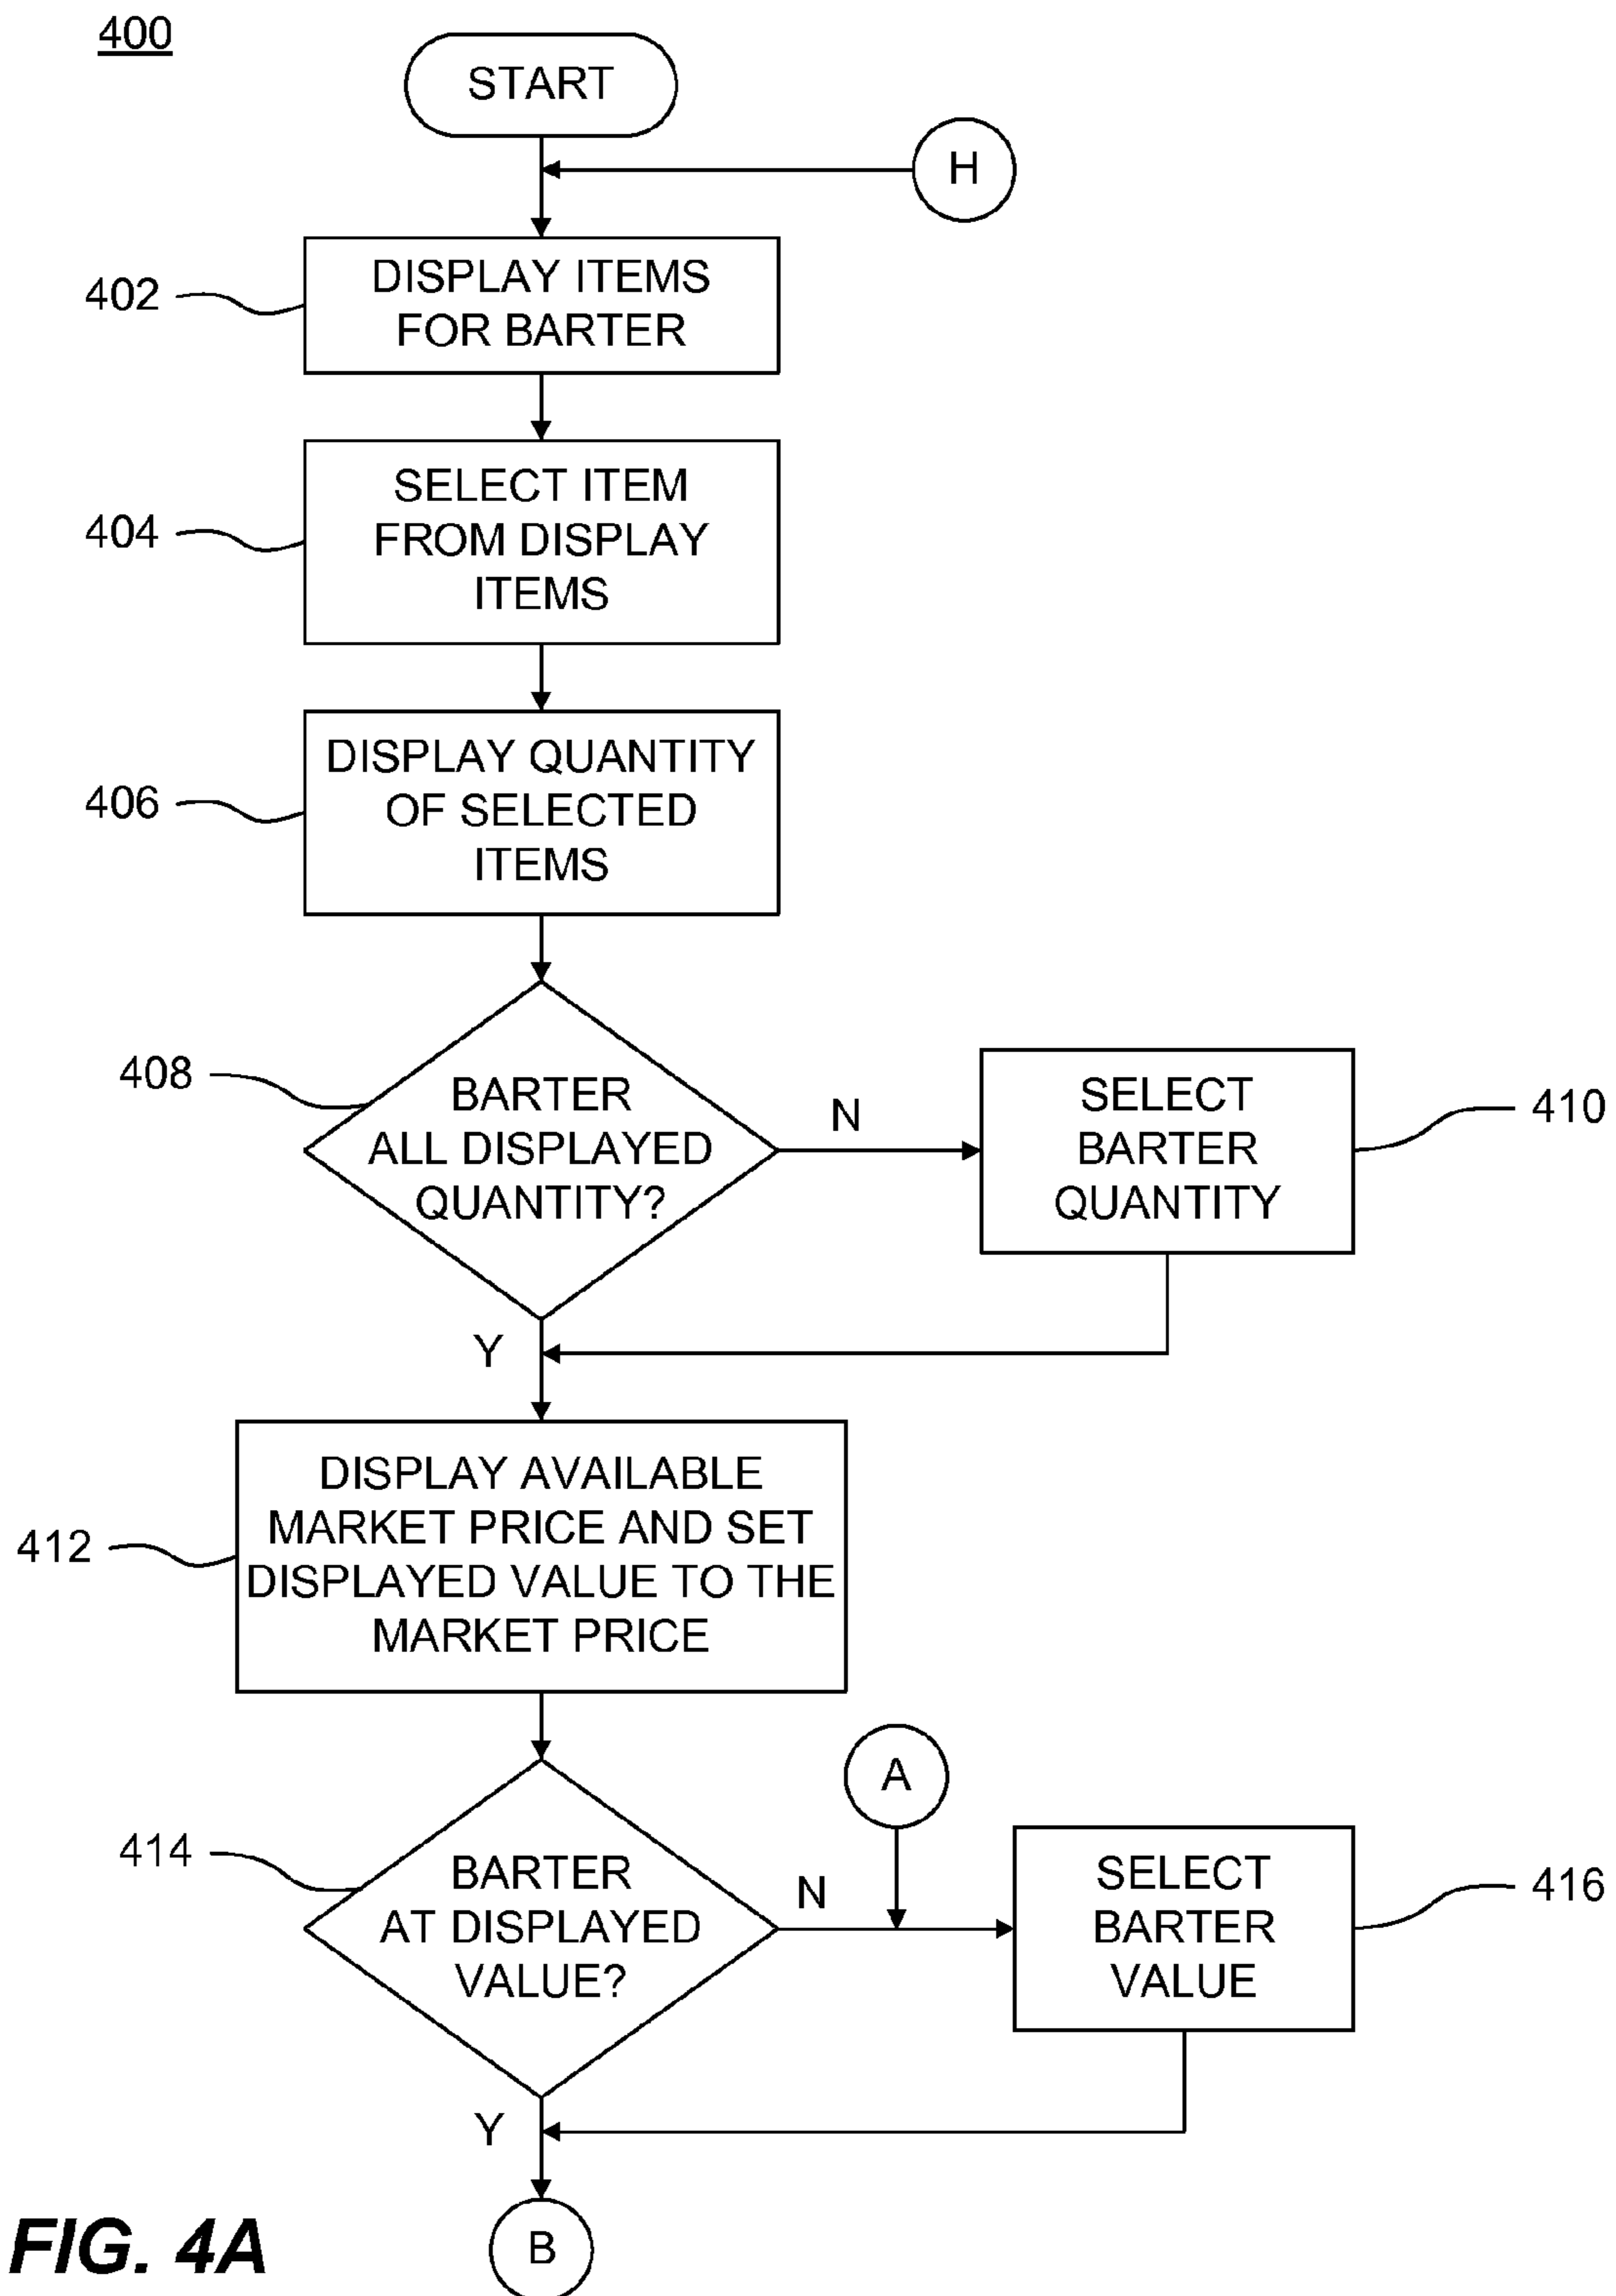 400
START
H
402
DISPLAY ITEMS
FOR BARTER
404
SELECT ITEM
FROM DISPLAY
ITEMS
406
DISPLAY QUANTITY
OF SELECTED
ITEMS
408
BARTER
ALL DISPLAYED
QUANTITY?
N
SELECT
BARTER
QUANTITY
410
Y
412
DISPLAY AVAILABLE
MARKET PRICE AND SET
DISPLAYED VALUE TO THE
MARKET PRICE
A
414
BARTER
AT DISPLAYED
VALUE?
N
SELECT
BARTER
VALUE
416
Y
B
FIG. 4A